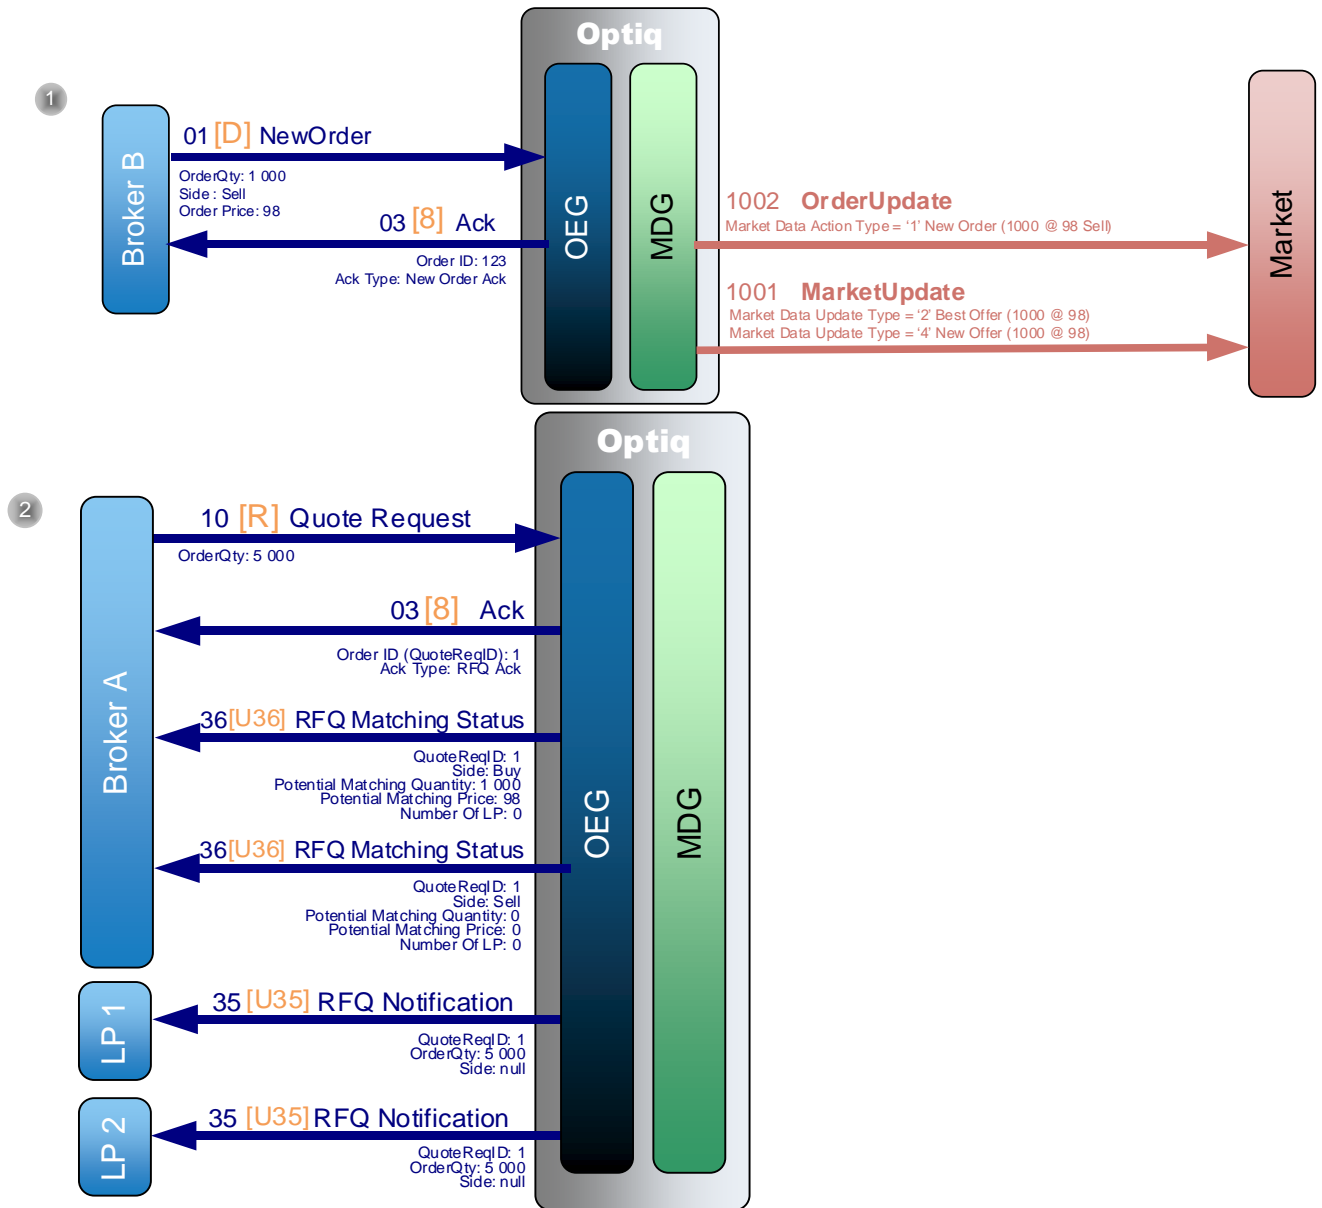 Optiq
1
01 [D] NewOrder
OrderQty: 1 000
Side : Sell
Order Price: 98
03 [8] Ack
Order ID: 123
Ack Type: New Order Ack
Broker B
OEG
MDG
1002 OrderUpdate
Market Data Action Type = ‘1’ New Order (1000 @ 98 Sell)
1001 MarketUpdate
Market Data Update Type = ‘2’ Best Offer (1000 @ 98)
Market Data Update Type = ‘4’ New Offer (1000 @ 98)
Market
Optiq
2
10 [R] Quote Request
OrderQty: 5 000
03 [8] Ack
Order ID (QuoteReqID): 1
Ack Type: RFQ Ack
36 [U36] RFQ Matching Status
QuoteReqID: 1
Side: Buy
Potential Matching Quantity: 1 000
Potential Matching Price: 98
Number Of LP: 0
36 [U36] RFQ Matching Status
QuoteReqID: 1
Side: Sell
Potential Matching Quantity: 0
Potential Matching Price: 0
Number Of LP: 0
Broker A
OEG
MDG
35 [U35] RFQ Notification
QuoteReqID: 1
OrderQty: 5 000
Side: null
LP 1
35 [U35] RFQ Notification
QuoteReqID: 1
OrderQty: 5 000
Side: null
LP 2